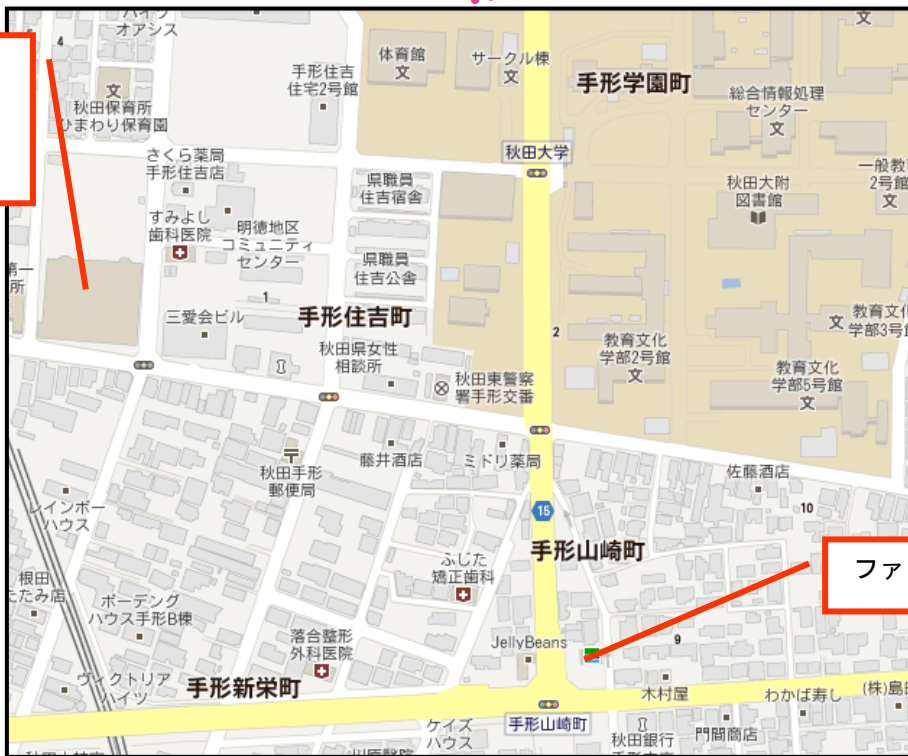 オアシス
4
文
秋田保育所
ひまわり保育園
手形住吉
住宅2号館
体育館
文
サークル棟
文
手形学園町
文
総合情報処理
センター
文
秋田大学
さくら薬局
手形住吉店
県職員
住吉宿舎
秋田大附
図書館
一般教
2号館
文
すみよし
歯科医院
明徳地区
コミュニティ
センター
県職員
住吉公舎
第一
所
1
三愛会ビル
手形住吉町
2
教育文化
学部2号館
文
教育文化
学部3号
文
秋田県女性
相談所
教育文化
学部5号館
文
秋田東警察
署手形交番
秋田手形
郵便局
藤井酒店
ミドリ薬局
佐藤酒店
レインボー
ハウス
15
10
手形山崎町
ふじた
矯正歯科
ファ
根田
たたみ店
ボーデング
ハウス手形B棟
落合整形
外科医院
JellyBeans
9
ヴィクトリア
ハイツ
手形新栄町
木村屋
わかば寿し
(株)島
手形山崎町
ケイズ
ハウス
秋田銀行
門間商店